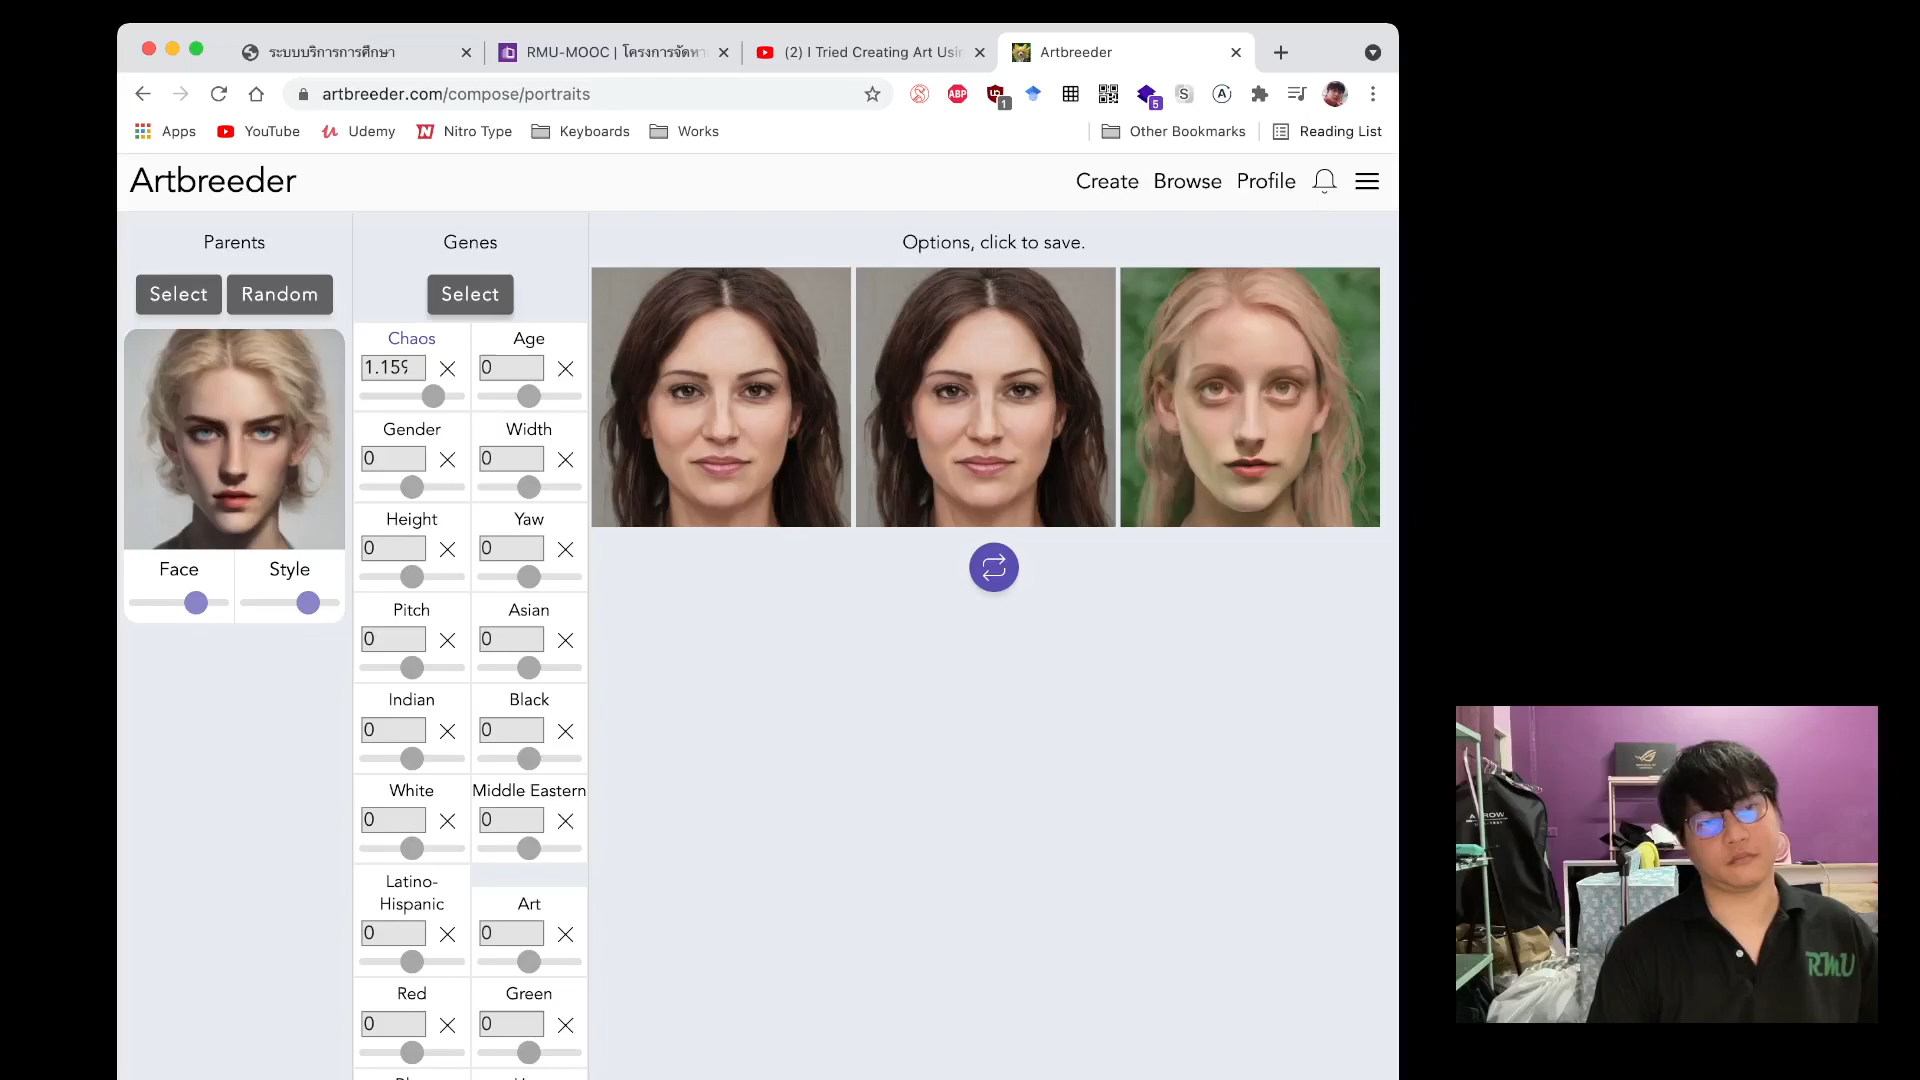 ระบบบริการการศึกษา
RMU-MOOC | โครงการจัดหา
(2) I Tried Creating Art Usin
Artbreeder
artbreeder.com/compose/portraits
ABP
1
5
S
A
Apps
YouTube
Udemy
Nitro Type
Keyboards
Works
Other Bookmarks
Reading List
Artbreeder
Create
Browse
Profile
Parents
Genes
Options, click to save.
Select
Random
Select
Chaos
Age
1.159
0
Gender
Width
0
0
Height
Yaw
0
0
Face
Style
Pitch
Asian
0
0
Indian
Black
0
0
White
Middle Eastern
0
0
Latino-
Hispanic
Art
0
0
Red
Green
0
0
RMU